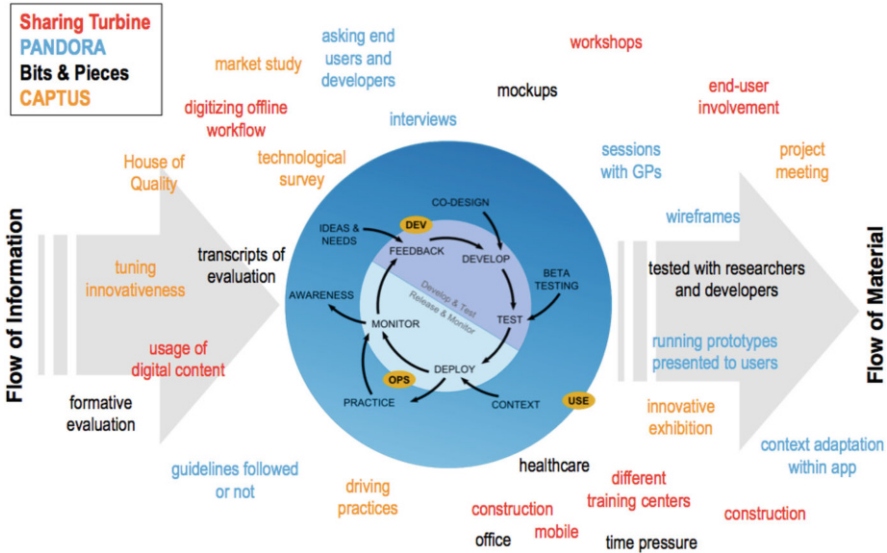 Sharing Turbine
PANDORA
Bits & Pieces
CAPTUS
market study
asking end
users and
developers
workshops
mockups
digitizing offline
workflow
interviews
end-user
involvement
House of
Quality
technological
survey
sessions
with GPs
project
meeting
wireframes
Flow of Information
tuning
innovativeness
transcripts of
evaluation
usage of
digital content
formative
evaluation
guidelines followed
or not
driving
practices
CO-DESIGN
DEV
IDEAS &
NEEDS
FEEDBACK
DEVELOP
BETA
TESTING
Develop & Test
Release & Monitor
AWARENESS
MONITOR
TEST
DEPLOY
OPS
PRACTICE
CONTEXT
USE
tested with researchers
and developers
running prototypes
presented to users
innovative
exhibition
context adaptation
within app
Flow of Material
healthcare
different
training centers
construction
mobile
construction
office
time pressure